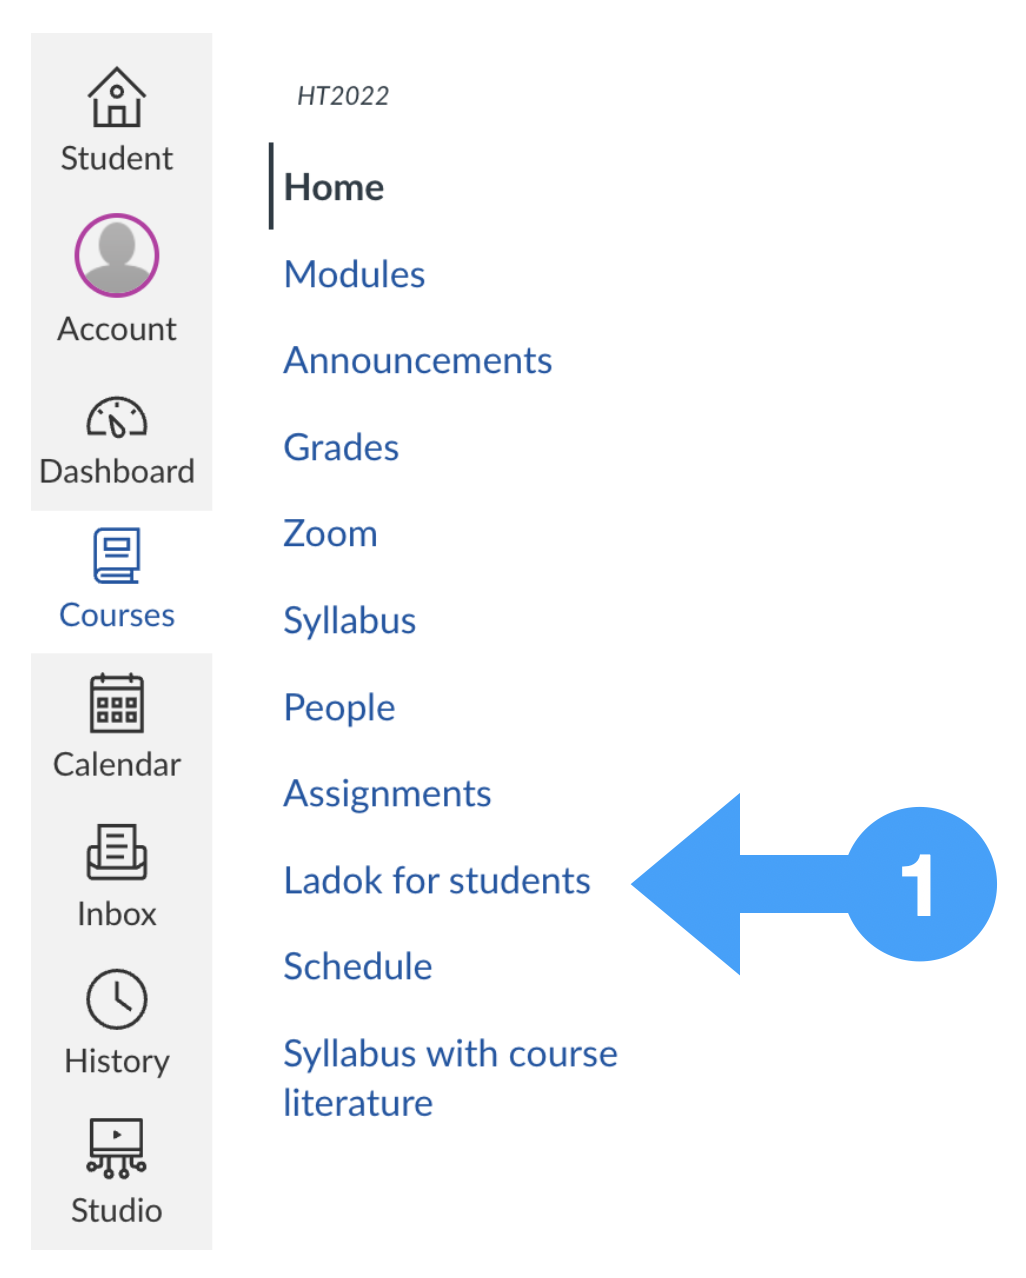 Student
Account
Dashboard
Courses
Calendar
Inbox
History
Studio
HT2022
Home
Modules
Announcements
Grades
Zoom
Syllabus
People
Assignments
Ladok for students
Schedule
Syllabus with course
literature
1